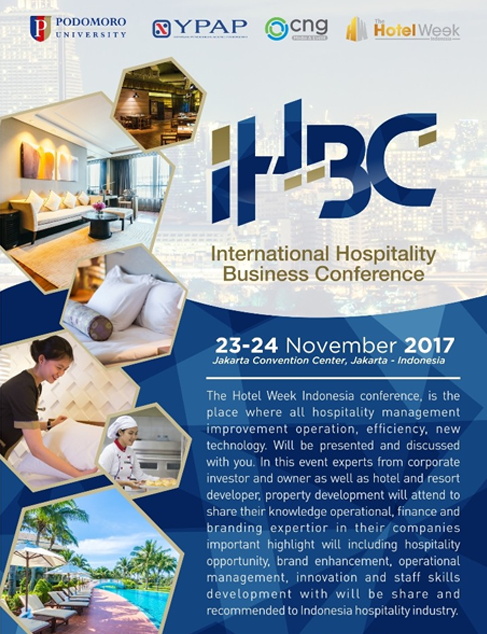 PODOMORO
UNIVERSITY
YPAP
cng
The
Hotel Week
IHBC
International Hospitality
Business Conference
23-24 November 2017
Jakarta Convention Center, Jakarta - Indonesia
The Hotel Week Indonesia conference, is the
place where all hospitality management
improvement operation, efficiency, new
technology. Will be presented and discussed
with you. In this event experts from corporate
investor and owner as well as hotel and resort
developer, property development will attend to
share their knowledge operational, finance and
branding expertior in their companies
important highlight will including hospitality
opportunity, brand enhancement, operational
management, innovation and staff skills
development with will be share and
recommended to Indonesia hospitality industry.